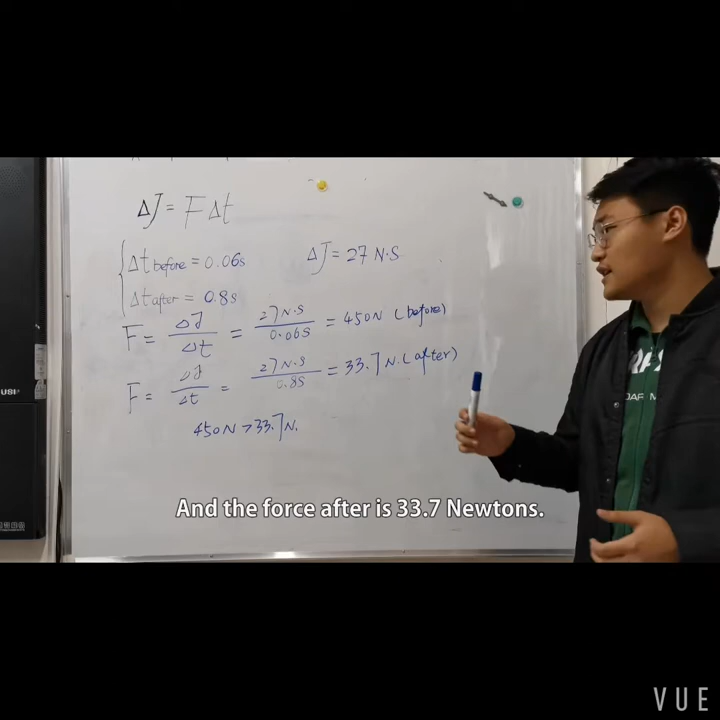 ΔJ = FΔt
Δt before = 0.06s
ΔJ = 27 N·S
Δt after = 0.8s
F = ΔJ/Δt = 27N·S/0.06S = 450N (before)
F = ΔJ/Δt = 27N·S/0.8S = 33.7N. (after)
450N > 33.7N.
And the force after is 33.7 Newtons.
VUE